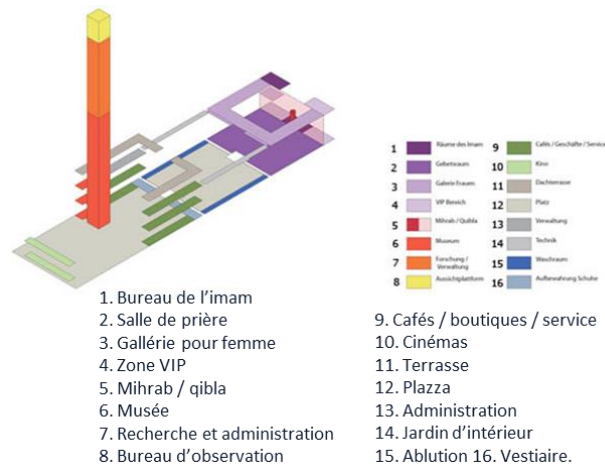 1 Räume des Imam
2 Gebetsraum
3 Galerie Frauen
4 VIP Bereich
5 Mihrab / Quibla
6 Museum
7 Forschung / Verwaltung
8 Aussichtplattform
9 Cafés / Geschäfte / Service
10 Kino
11 Dachterrasse
12 Platz
13 Verwaltung
14 Technik
15 Waschraum
16 Aufbewahrung Schuhe
1. Bureau de l’imam
2. Salle de prière
3. Gallérie pour femme
4. Zone VIP
5. Mihrab / qibla
6. Musée
7. Recherche et administration
8. Bureau d’observation
9. Cafés / boutiques / service
10. Cinémas
11. Terrasse
12. Plazza
13. Administration
14. Jardin d’intérieur
15. Ablution 16. Vestiaire.